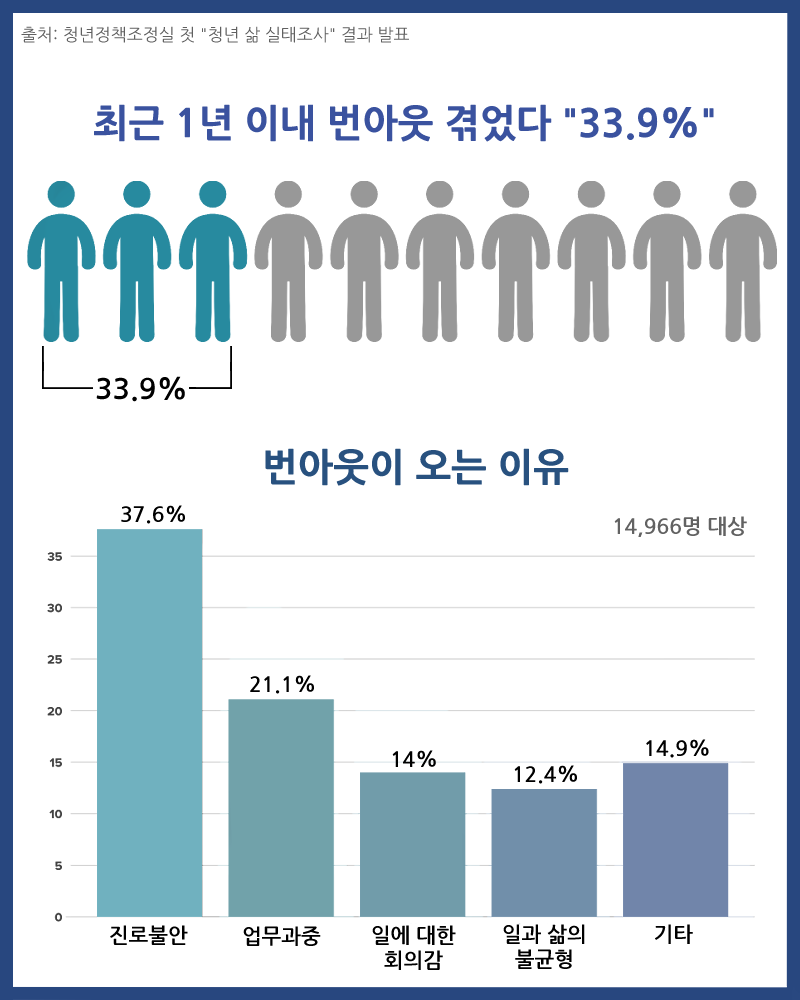 출처: 청년정책조정실 첫 "청년 삶 실태조사" 결과 발표
최근 1년 이내 번아웃 겪었다 "33.9%"
33.9%
번아웃이 오는 이유
14,966명 대상
37.6%
21.1%
14%
12.4%
14.9%
35
30
25
20
15
10
5
0
진로불안
업무과중
일에 대한
회의감
일과 삶의
불균형
기타